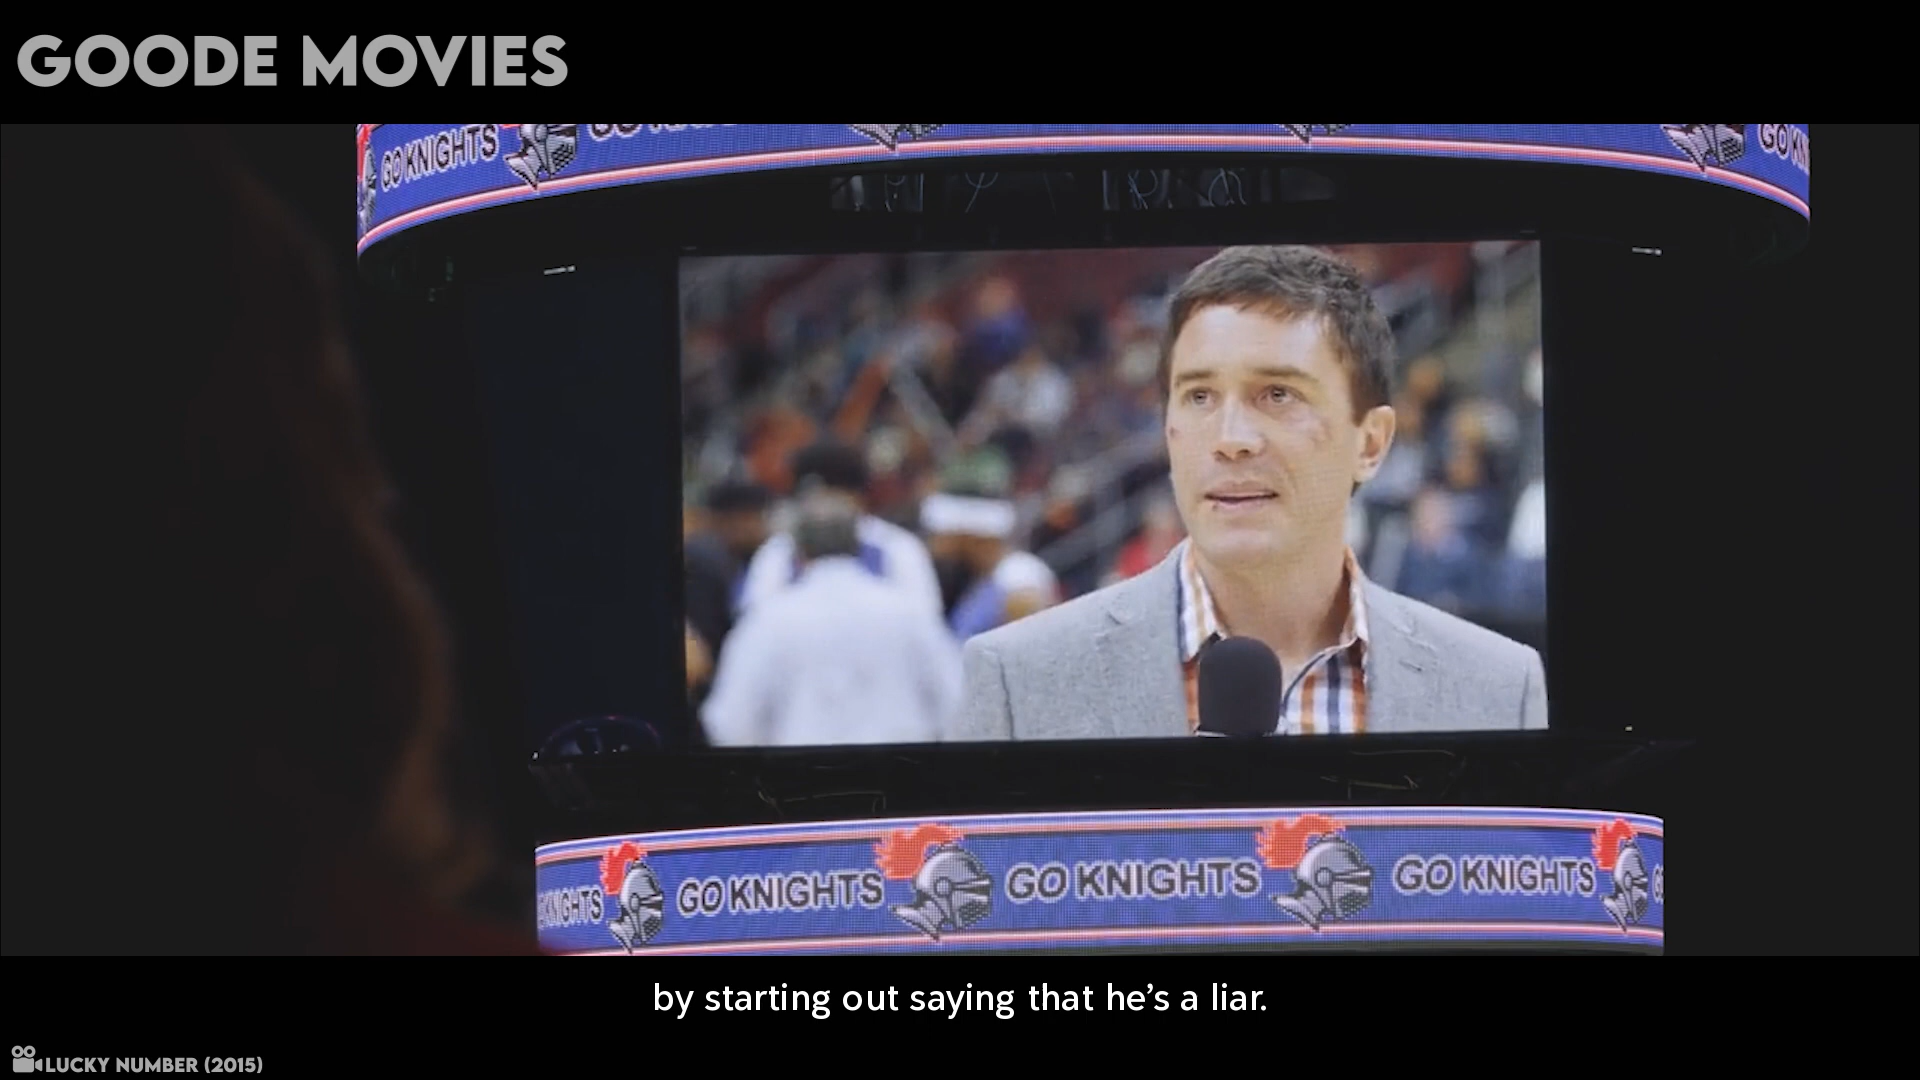 GOODE MOVIES
GO KNIGHTS
GO KNIGHTS GO KNIGHTS GO KNIGHTS
by starting out saying that he's a liar.
LUCKY NUMBER (2015)